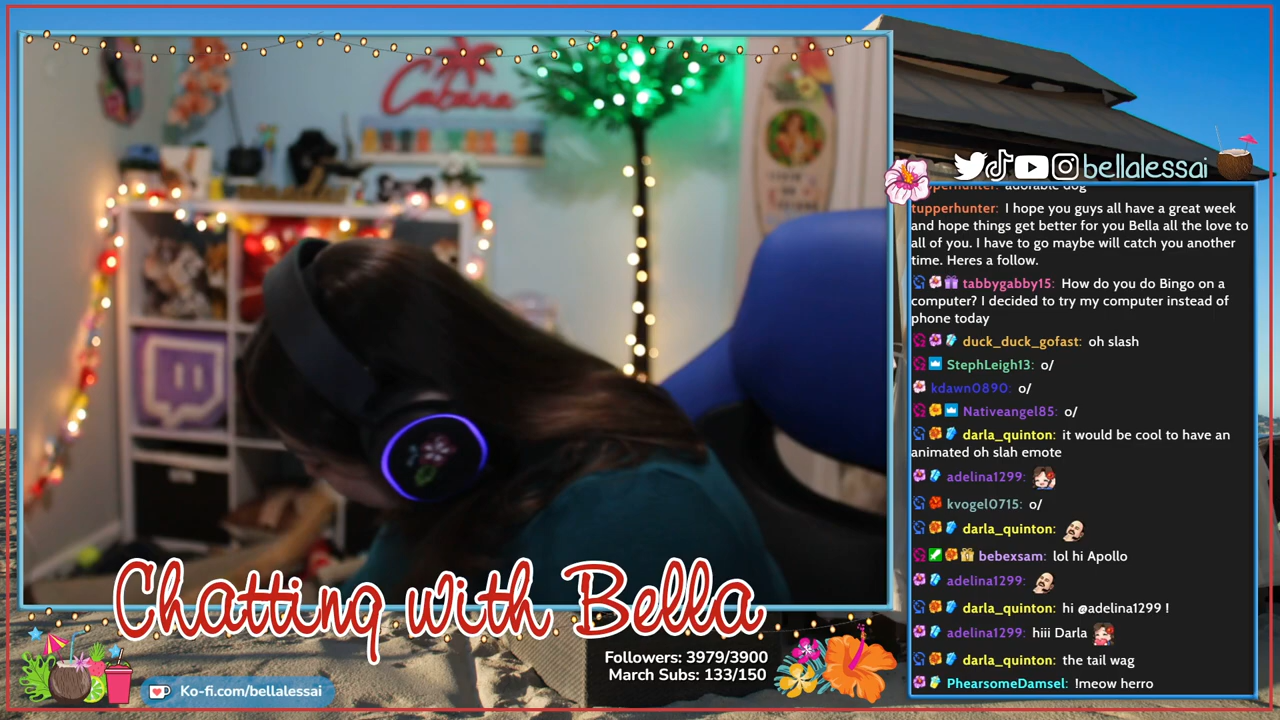 Cabana
bellalessai
tupperhunter: adorable dog
tupperhunter: I hope you guys all have a great week
and hope things get better for you Bella all the love to
all of you. I have to go maybe will catch you another
time. Heres a follow.
tabbygabby15: How do you do Bingo on a
computer? I decided to try my computer instead of
phone today
duck_duck_gofast: oh slash
StephLeigh13: o/
kdawn0890: o/
Nativeangel85: o/
darla_quinton: it would be cool to have an
animated oh slah emote
adelina1299:
kvogel0715: o/
darla_quinton:
bebexsam: lol hi Apollo
adelina1299:
darla_quinton: hi @adelina1299 !
adelina1299: hiii Darla
darla_quinton: the tail wag
PhearsomeDamsel: !meow herro
Chatting with Bella
Followers: 3979/3900
March Subs: 133/150
Ko-fi.com/bellalessai